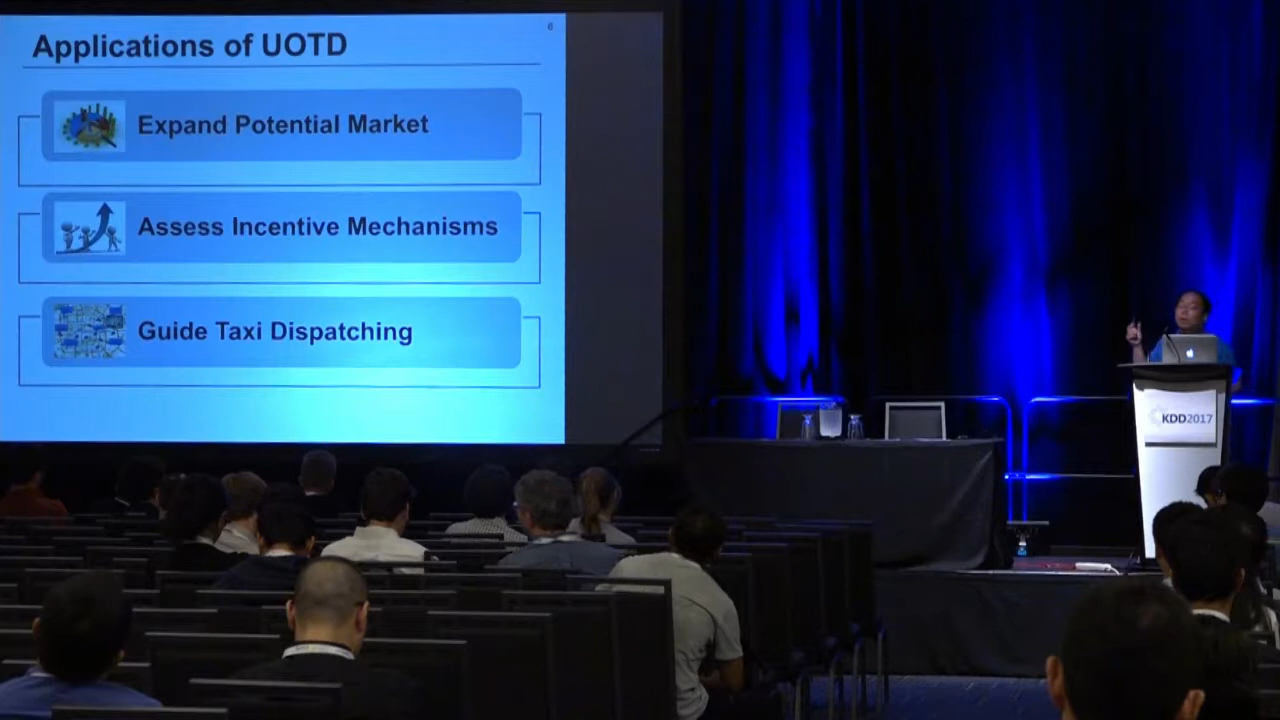 6
Applications of UOTD
Expand Potential Market
Assess Incentive Mechanisms
Guide Taxi Dispatching
KDD2017